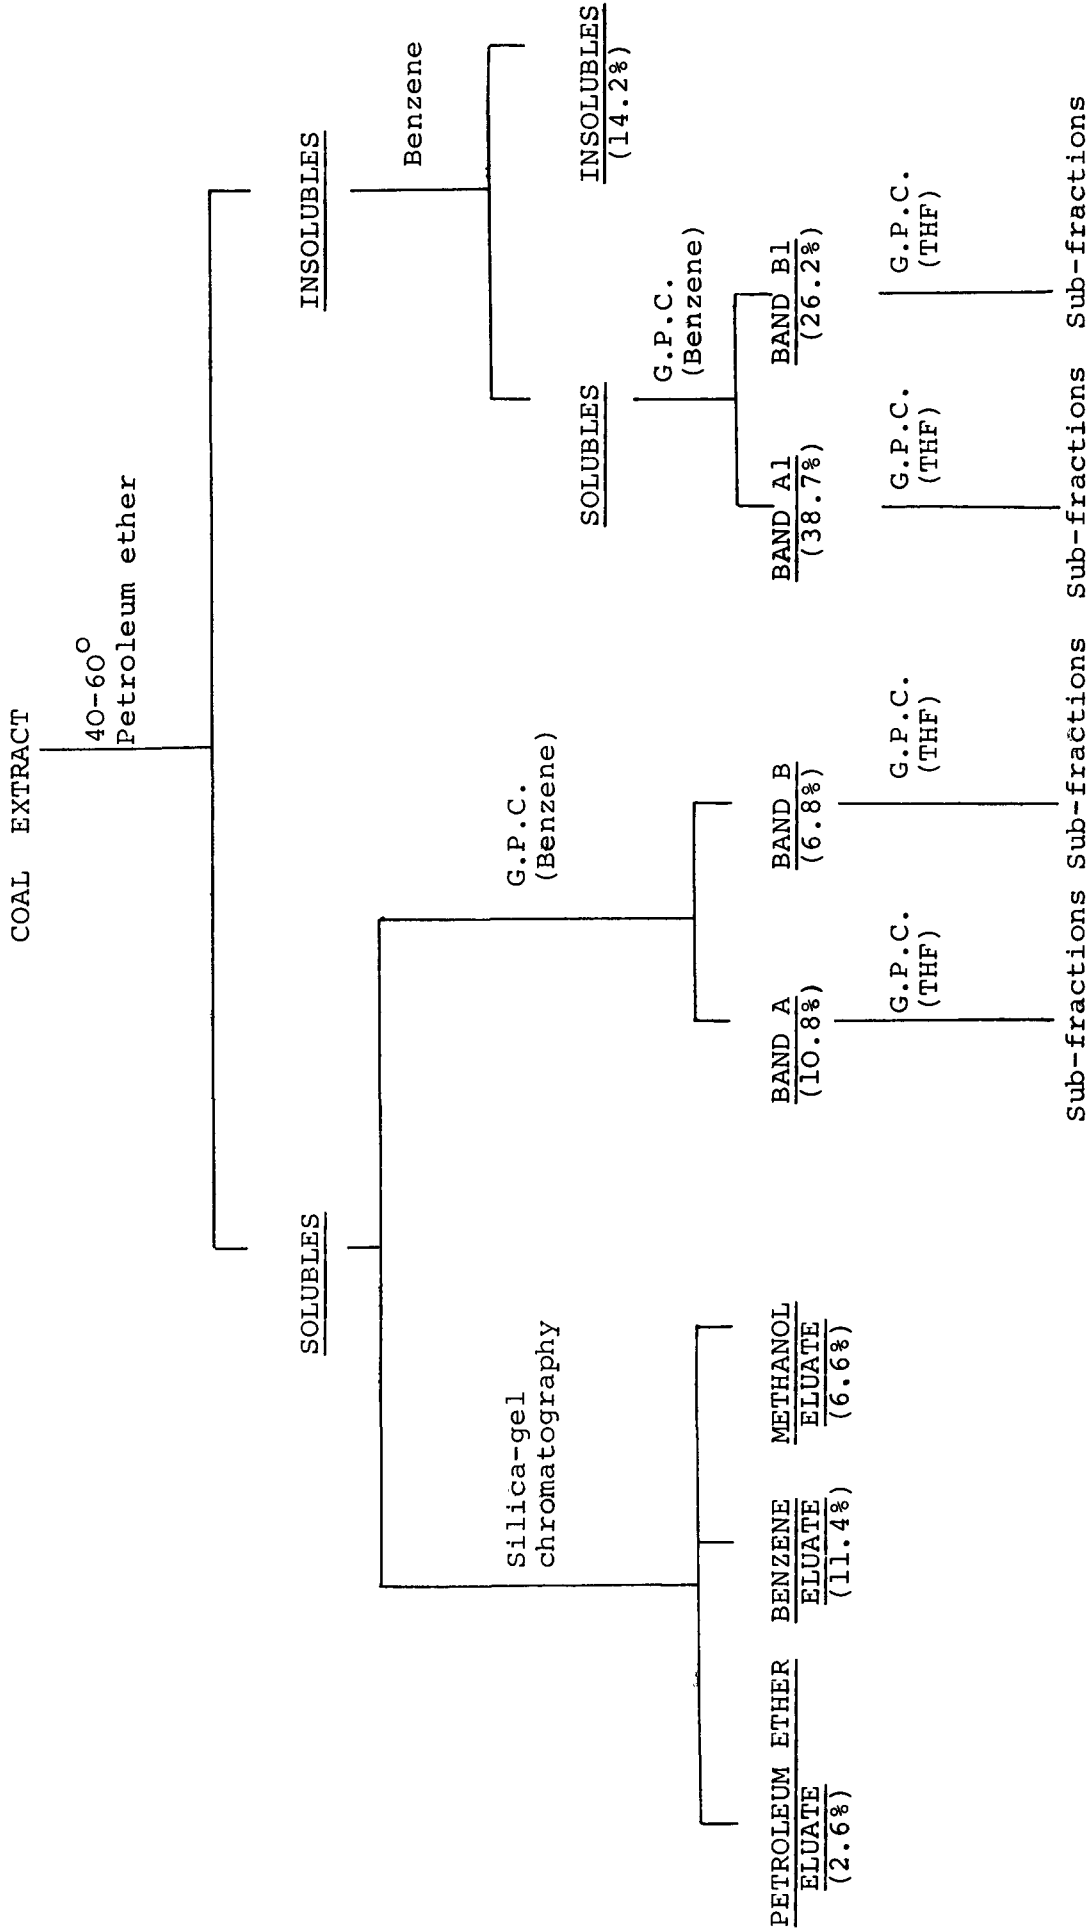 COAL EXTRACT
40-60°
Petroleum ether
SOLUBLES
INSOLUBLES
Silica-gel
chromatography
G.P.C.
(Benzene)
Benzene
PETROLEUM ETHER
ELUATE
(2.6%)
BENZENE
ELUATE
(11.4%)
METHANOL
ELUATE
(6.6%)
BAND A
(10.8%)
BAND B
(6.8%)
SOLUBLES
INSOLUBLES
(14.2%)
G.P.C.
(Benzene)
BAND A1
(38.7%)
BAND B1
(26.2%)
G.P.C.
(THF)
G.P.C.
(THF)
G.P.C.
(THF)
G.P.C.
(THF)
Sub-fractions Sub-fractions Sub-fractions Sub-fractions